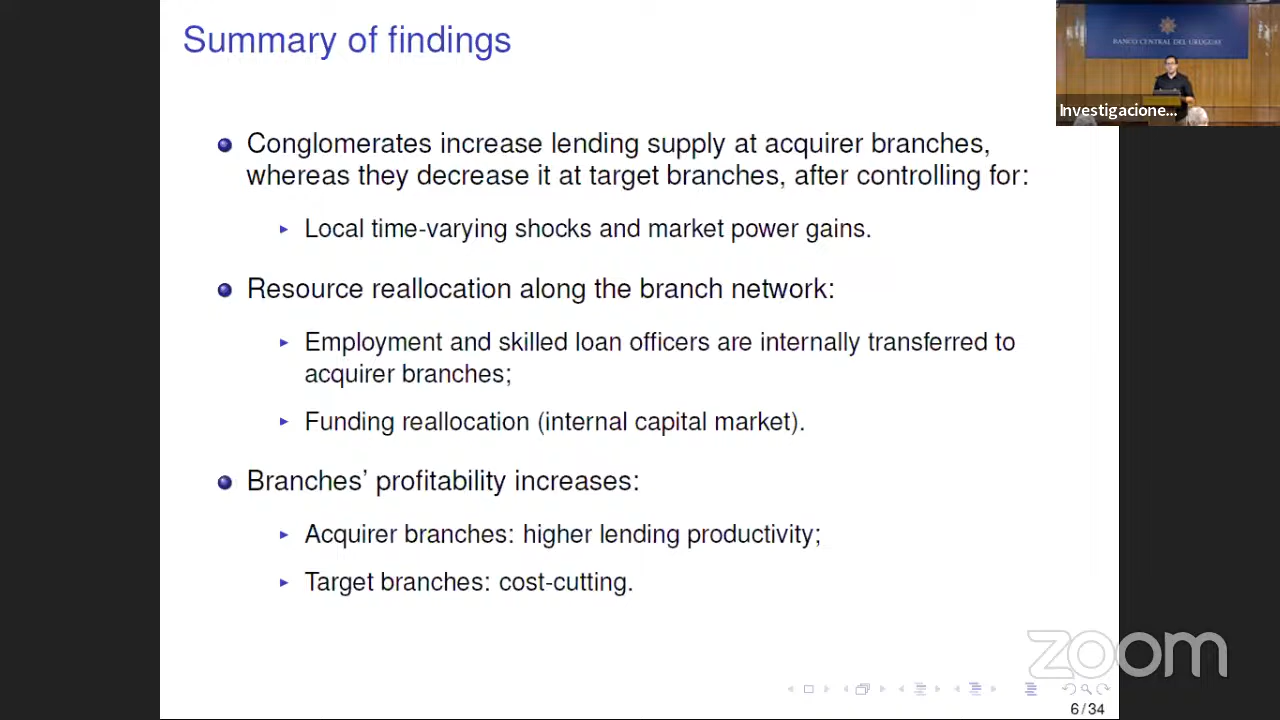 Summary of findings
BANCO CENTRAL DEL URUGUAY
Investigacione...
Conglomerates increase lending supply at acquirer branches,
whereas they decrease it at target branches, after controlling for:
Local time-varying shocks and market power gains.
Resource reallocation along the branch network:
Employment and skilled loan officers are internally transferred to
acquirer branches;
Funding reallocation (internal capital market).
Branches' profitability increases:
Acquirer branches: higher lending productivity;
Target branches: cost-cutting.
zoom
6/34